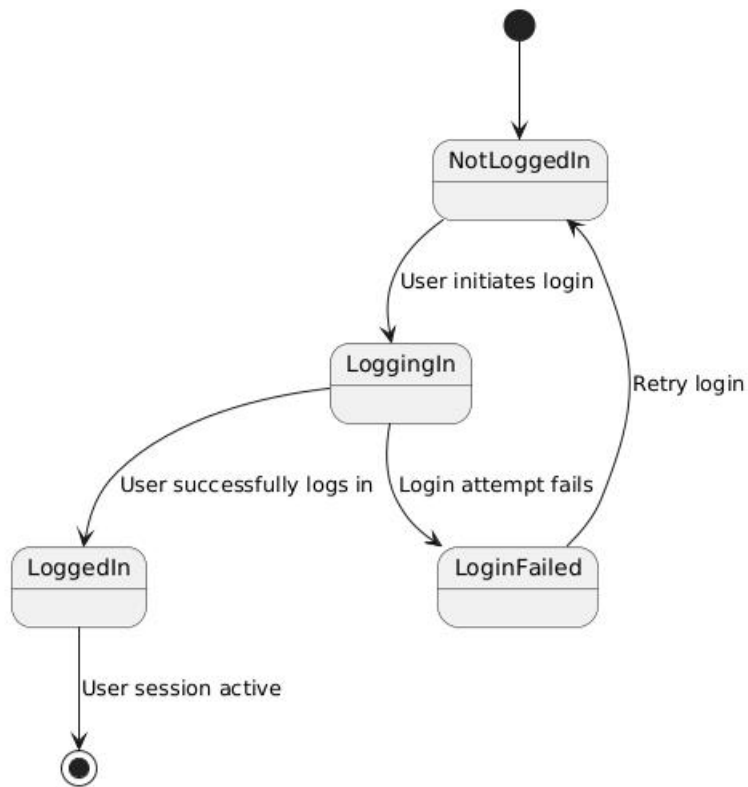 NotLoggedIn
User initiates login
LoggingIn
Retry login
User successfully logs in
Login attempt fails
LoggedIn
LoginFailed
User session active